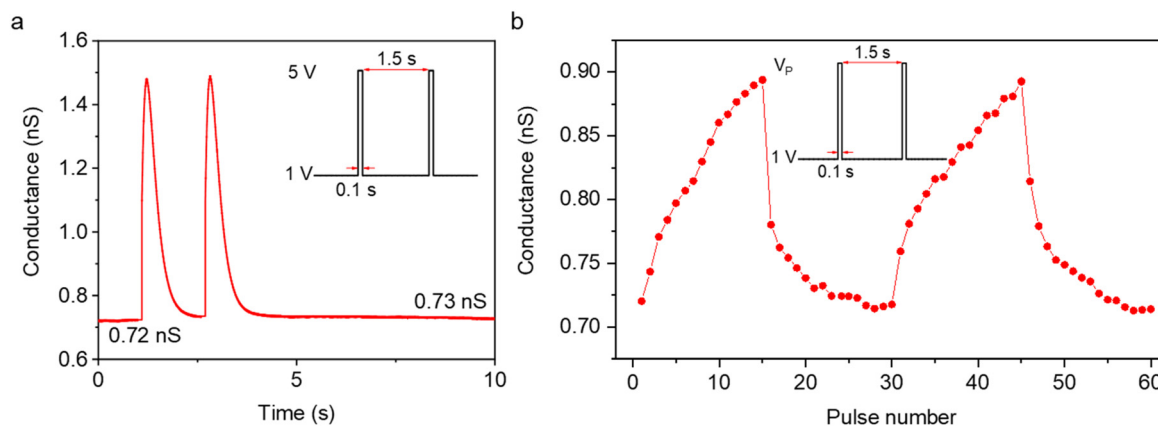 a
1.6
1.4
1.2
1.0
0.8
0.6
Conductance (nS)
0
5
10
Time (s)
0.72 nS
0.73 nS
5 V
1.5 s
1 V
0.1 s
b
0.90
0.85
0.80
0.75
0.70
Conductance (nS)
0
10
20
30
40
50
60
Pulse number
V_P
1.5 s
1 V
0.1 s